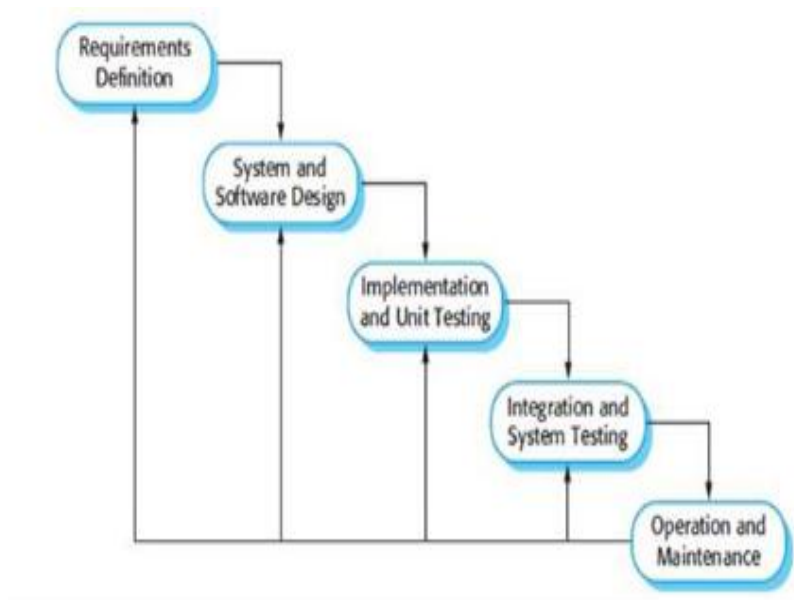 Requirements
Definition
System and
Software Design
Implementation
and Unit Testing
Integration and
System Testing
Operation and
Maintenance